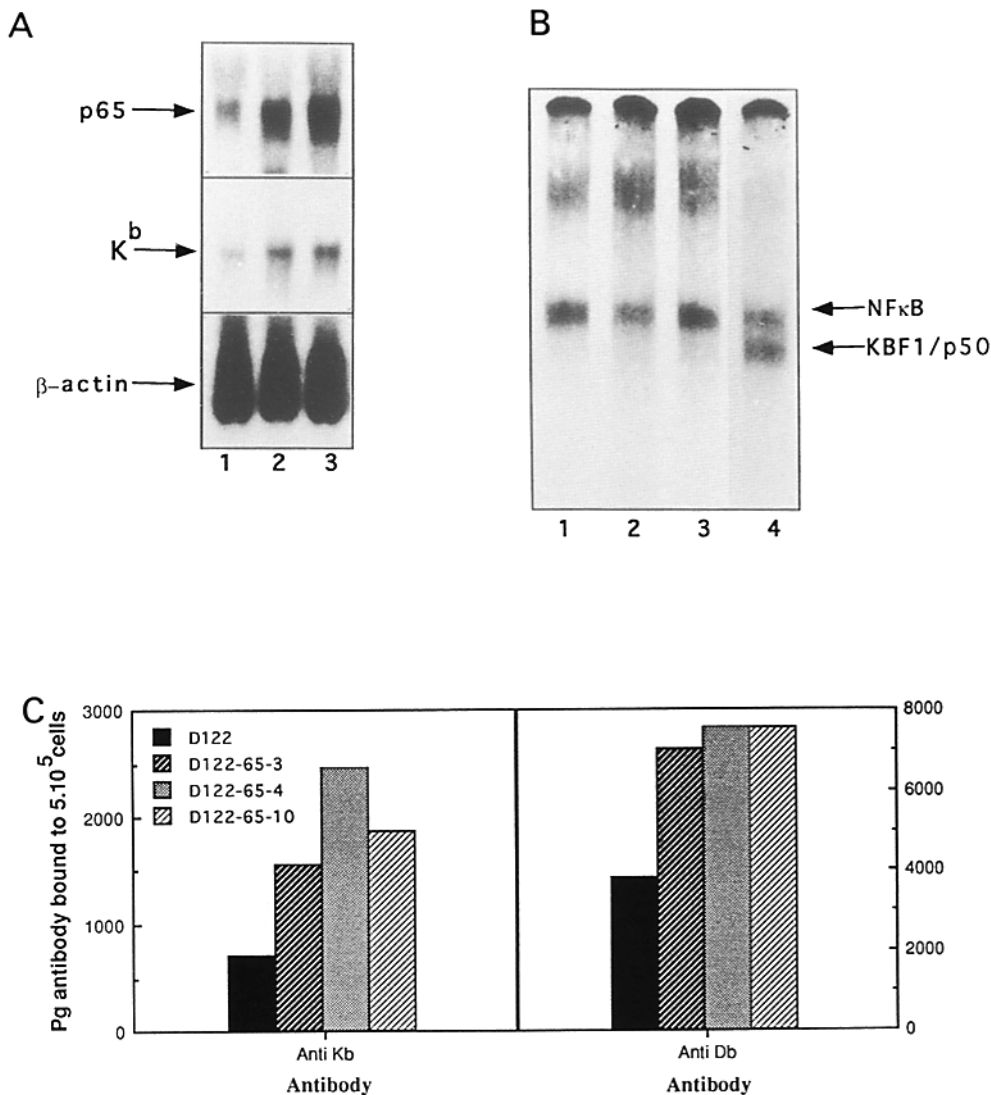 A
p65
K b
β-actin
1 2 3
B
NFκB
KBF1/p50
1 2 3 4
C
Pg antibody bound to 5.10 5 cells
3000
2000
1000
0
D122
D122-65-3
D122-65-4
D122-65-10
8000
6000
4000
2000
0
Anti Kb
Anti Db
Antibody
Antibody